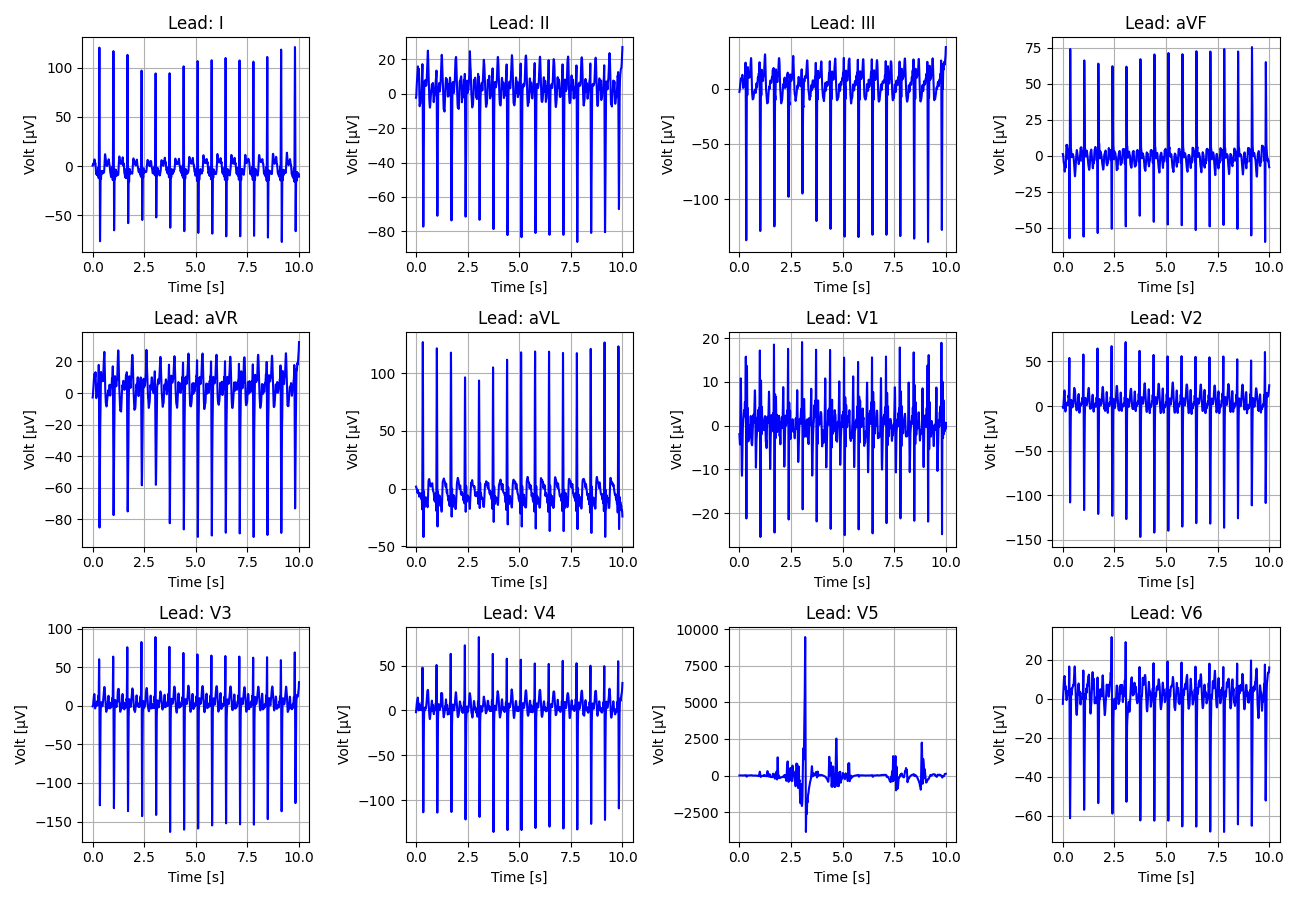 Lead: I
Lead: II
Lead: III
Lead: aVF
Volt [µV]
100
50
0
−50
0.0 2.5 5.0 7.5 10.0
Time [s]
Volt [µV]
20
0
−20
−40
−60
−80
0.0 2.5 5.0 7.5 10.0
Time [s]
Volt [µV]
0
−50
−100
0.0 2.5 5.0 7.5 10.0
Time [s]
Volt [µV]
75
50
25
0
−25
−50
0.0 2.5 5.0 7.5 10.0
Time [s]
Lead: aVR
Lead: aVL
Lead: V1
Lead: V2
Volt [µV]
20
0
−20
−40
−60
−80
0.0 2.5 5.0 7.5 10.0
Time [s]
Volt [µV]
100
50
0
−50
0.0 2.5 5.0 7.5 10.0
Time [s]
Volt [µV]
20
10
0
−10
−20
0.0 2.5 5.0 7.5 10.0
Time [s]
Volt [µV]
50
0
−50
−100
−150
0.0 2.5 5.0 7.5 10.0
Time [s]
Lead: V3
Lead: V4
Lead: V5
Lead: V6
Volt [µV]
100
50
0
−50
−100
−150
0.0 2.5 5.0 7.5 10.0
Time [s]
Volt [µV]
50
0
−50
−100
0.0 2.5 5.0 7.5 10.0
Time [s]
Volt [µV]
10000
7500
5000
2500
0
−2500
0.0 2.5 5.0 7.5 10.0
Time [s]
Volt [µV]
20
0
−20
−40
−60
0.0 2.5 5.0 7.5 10.0
Time [s]